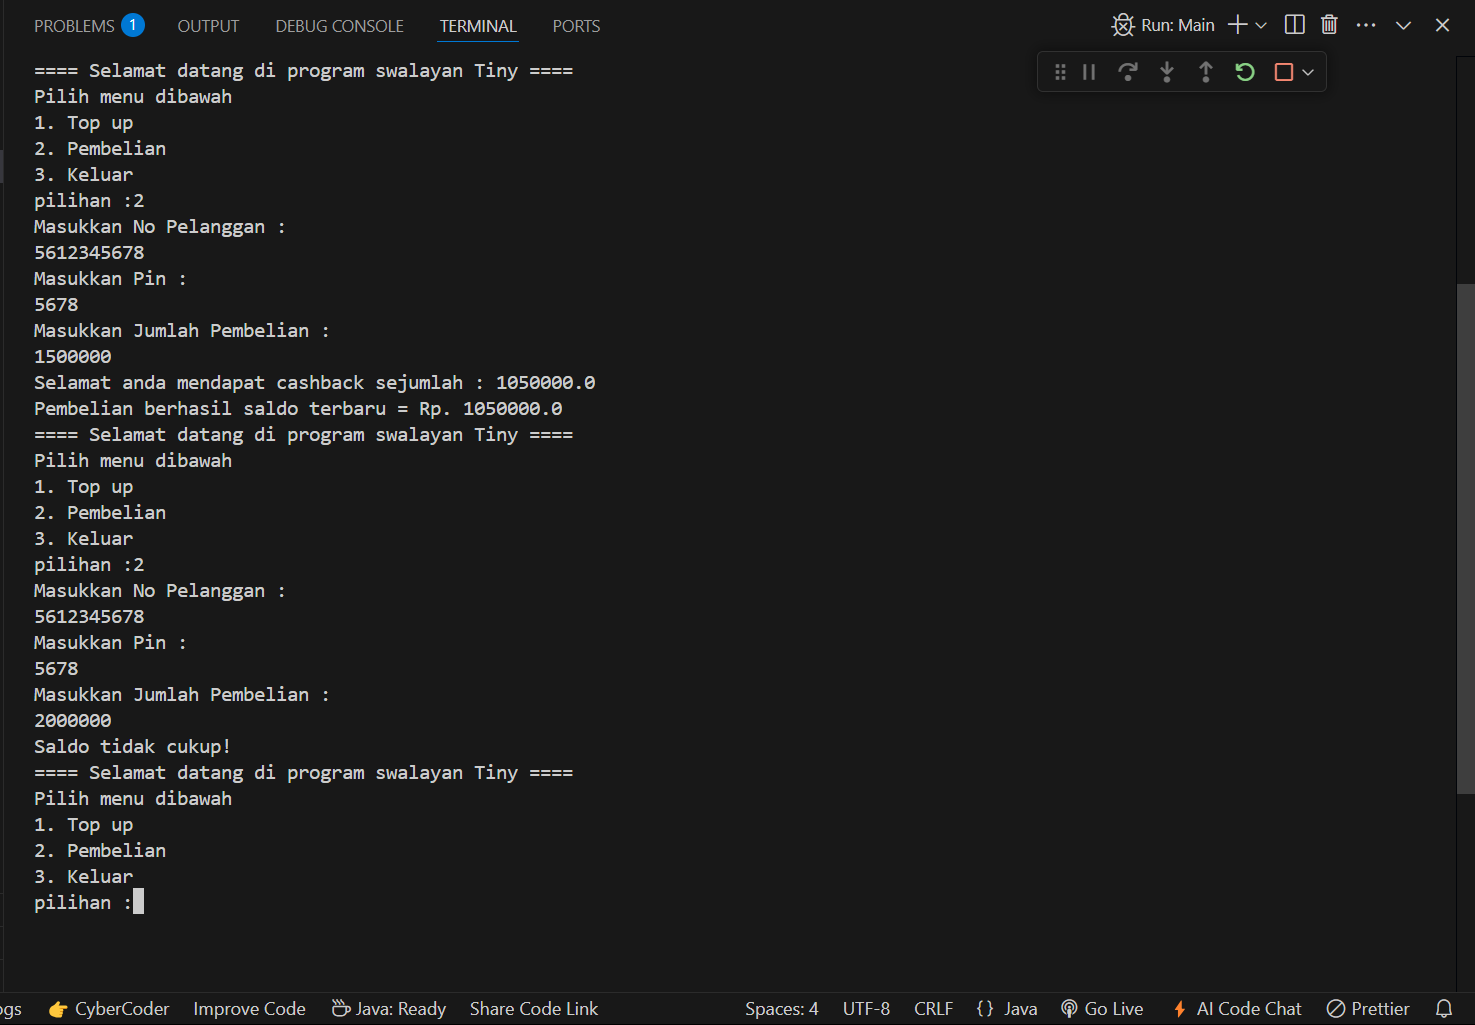 PROBLEMS 1 OUTPUT DEBUG CONSOLE TERMINAL PORTS Run: Main
==== Selamat datang di program swalayan Tiny ====
Pilih menu dibawah
1. Top up
2. Pembelian
3. Keluar
pilihan :2
Masukkan No Pelanggan :
5612345678
Masukkan Pin :
5678
Masukkan Jumlah Pembelian :
1500000
Selamat anda mendapat cashback sejumlah : 1050000.0
Pembelian berhasil saldo terbaru = Rp. 1050000.0
==== Selamat datang di program swalayan Tiny ====
Pilih menu dibawah
1. Top up
2. Pembelian
3. Keluar
pilihan :2
Masukkan No Pelanggan :
5612345678
Masukkan Pin :
5678
Masukkan Jumlah Pembelian :
2000000
Saldo tidak cukup!
==== Selamat datang di program swalayan Tiny ====
Pilih menu dibawah
1. Top up
2. Pembelian
3. Keluar
pilihan :
CyberCoder Improve Code Java: Ready Share Code Link Spaces: 4 UTF-8 CRLF {} Java Go Live AI Code Chat Prettier